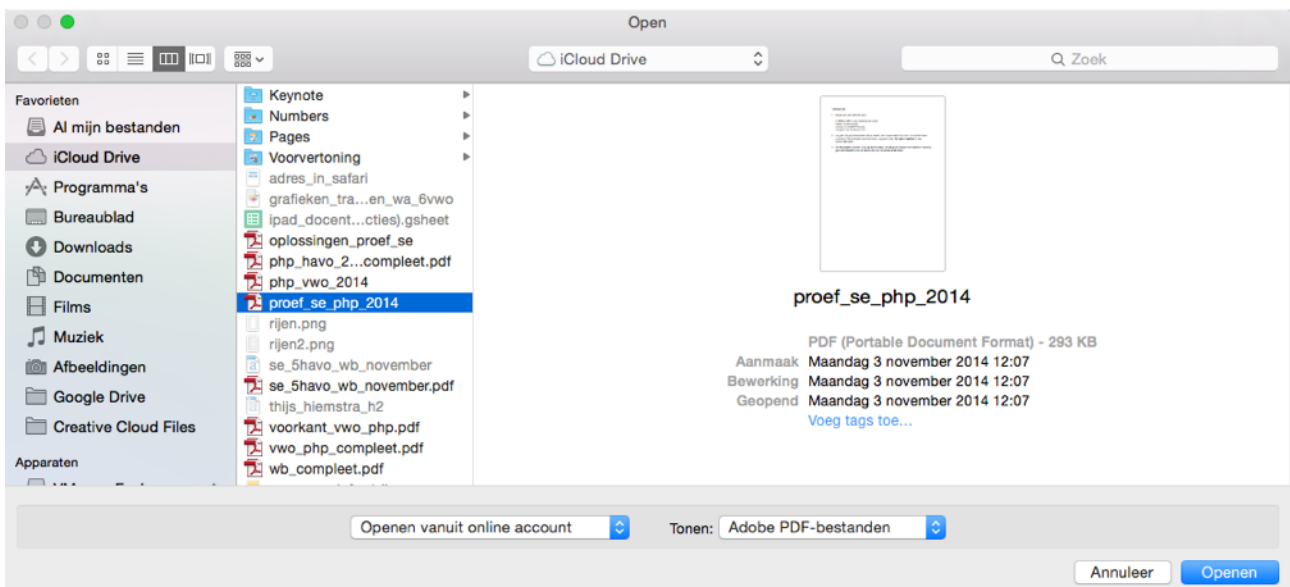 Open
iCloud Drive
Zoek
Favorieten
Al mijn bestanden
iCloud Drive
Programma's
Bureaublad
Downloads
Documenten
Films
Muziek
Afbeeldingen
Google Drive
Creative Cloud Files
Apparaten
Keynote
Numbers
Pages
Voorvertoning
adres_in_safari
grafieken_tra...en_wa_6vwo
ipad_docent...cties).gsheet
oplossingen_proef_se
php_havo_2...compleet.pdf
php_vwo_2014
proef_se_php_2014
rijen.png
rijen2.png
se_5havo_wb_november
se_5havo_wb_november.pdf
thijs_hiemstra_h2
voorkant_vwo_php.pdf
vwo_php_compleet.pdf
wb_compleet.pdf
proef_se_php_2014
PDF (Portable Document Format) - 293 KB
Aanmaak Maandag 3 november 2014 12:07
Bewerking Maandag 3 november 2014 12:07
Geopend Maandag 3 november 2014 12:07
Voeg tags toe...
Openen vanuit online account
Tonen: Adobe PDF-bestanden
Annuleer
Openen